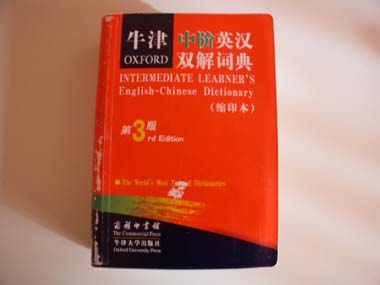 牛津 中阶英汉
OXFORD 双解词典
INTERMEDIATE LEARNER'S
English-Chinese Dictionary
(缩印本)
第3版
rd Edition
The World's Most Dictionaries
商务印书馆
The Commercial Press
牛津大学出版社
Oxford University Press